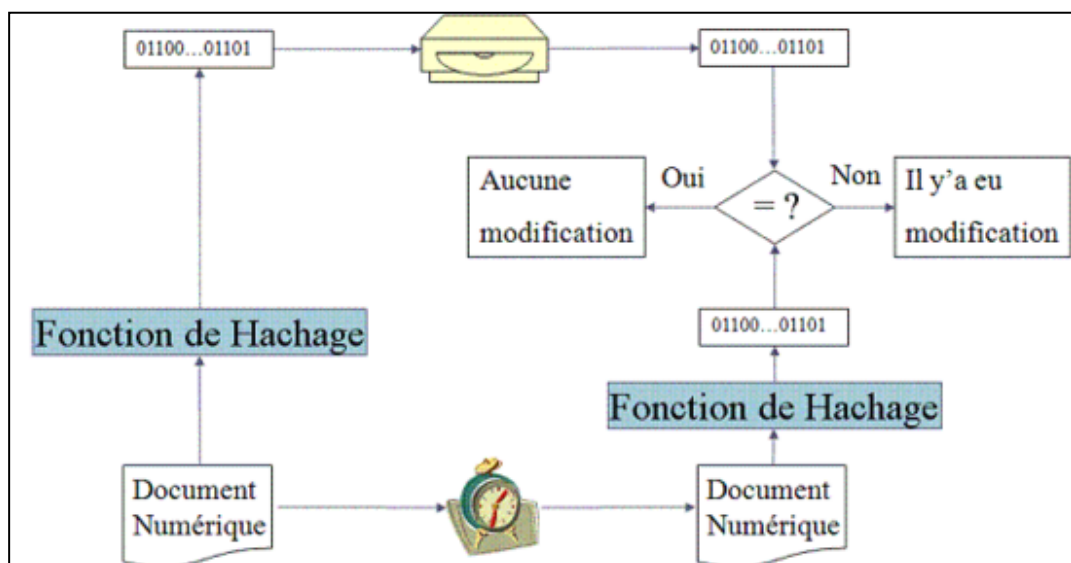 01100...01101
01100...01101
Aucune
modification
Oui
= ?
Non
Il y'a eu
modification
Fonction de Hachage
01100...01101
Fonction de Hachage
Document
Numérique
Document
Numérique